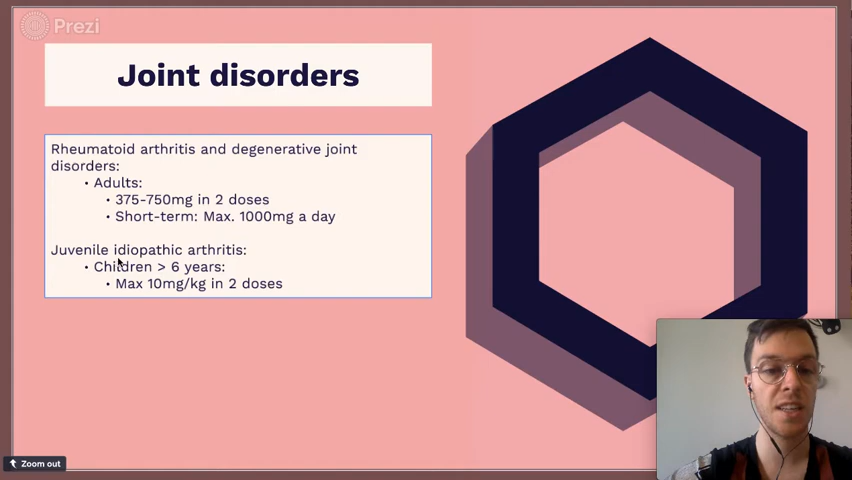 Prezi
Joint disorders
Rheumatoid arthritis and degenerative joint
disorders:
• Adults:
• 375-750mg in 2 doses
• Short-term: Max. 1000mg a day
Juvenile idiopathic arthritis:
• Children > 6 years:
• Max 10mg/kg in 2 doses
Zoom out